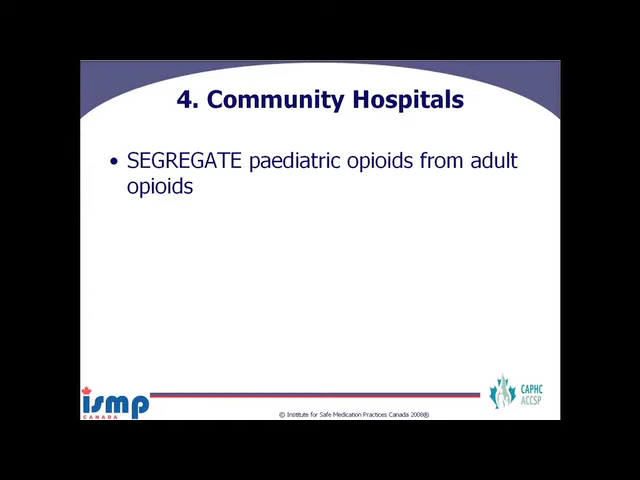 4. Community Hospitals
• SEGREGATE paediatric opioids from adult
opioids
ismp
CANADA
© Institute for Safe Medication Practices Canada 2008®
CAPHC
ACCSP